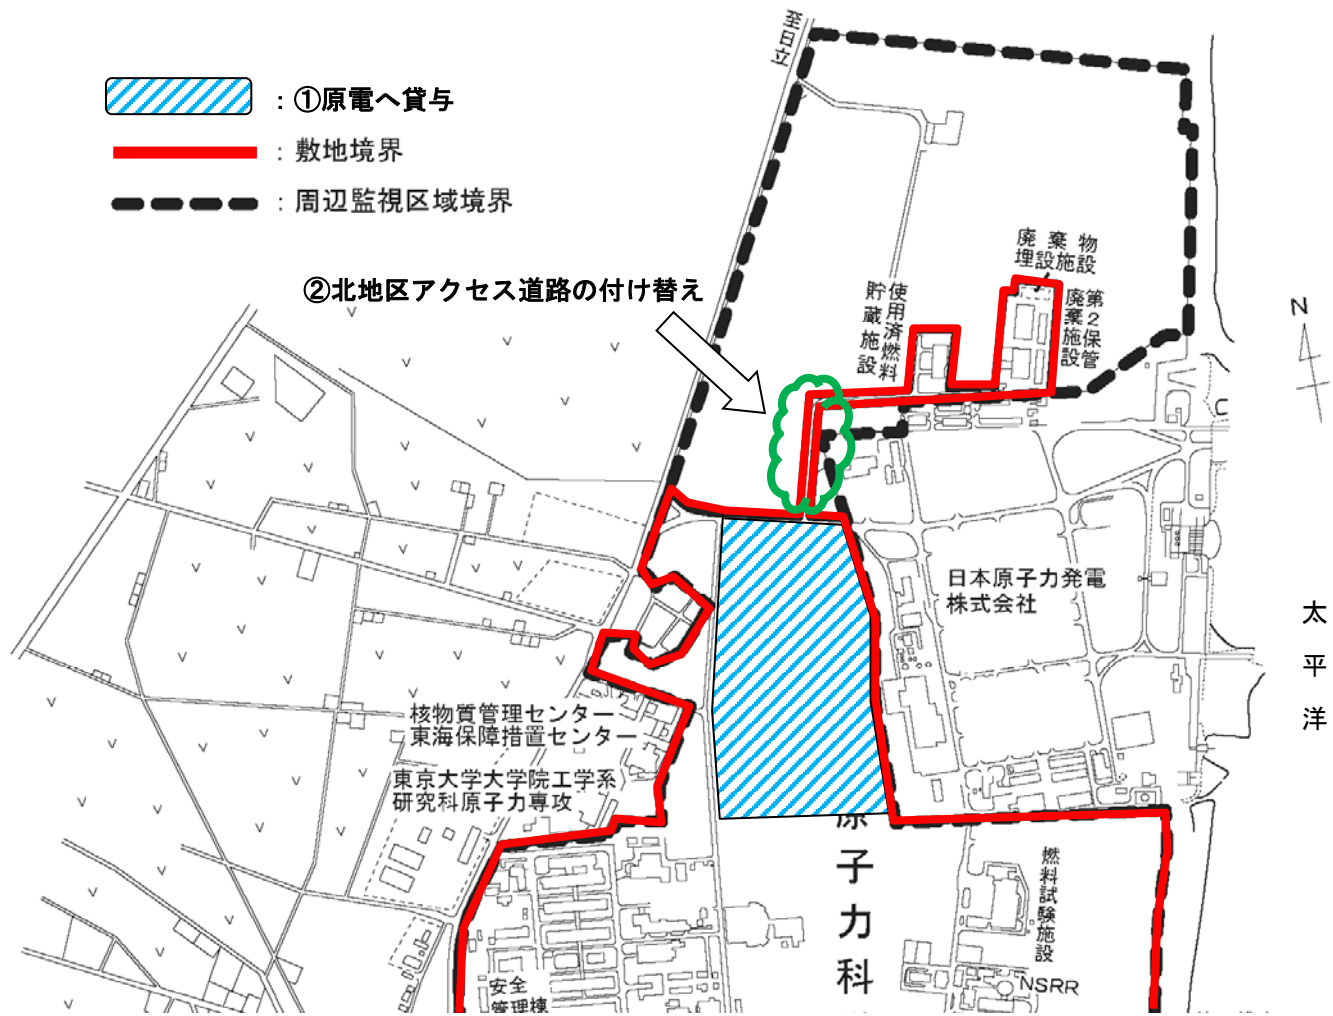 至日立
：①原電へ貸与
：敷地境界
：周辺監視区域境界
廃棄物
埋設施設
②北地区アクセス道路の付け替え
使用済燃料
貯蔵施設
第2保管
廃棄施設
N
日本原子力発電
株式会社
太平洋
核物質管理センター
東海保障措置センター
東京大学大学院工学系
研究科原子力専攻
原子力科
燃料試験施設
NSRR
安全
管理棟